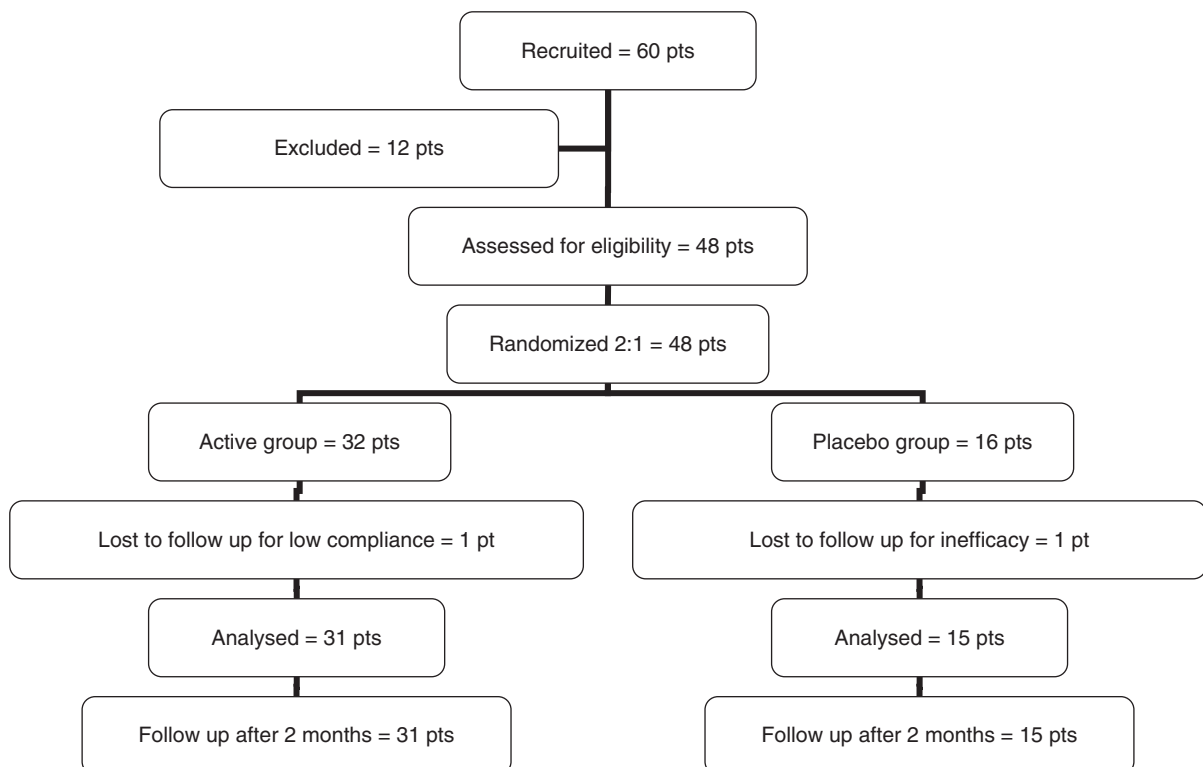 Recruited = 60 pts
Excluded = 12 pts
Assessed for eligibility = 48 pts
Randomized 2:1 = 48 pts
Active group = 32 pts
Placebo group = 16 pts
Lost to follow up for low compliance = 1 pt
Lost to follow up for inefficacy = 1 pt
Analysed = 31 pts
Analysed = 15 pts
Follow up after 2 months = 31 pts
Follow up after 2 months = 15 pts